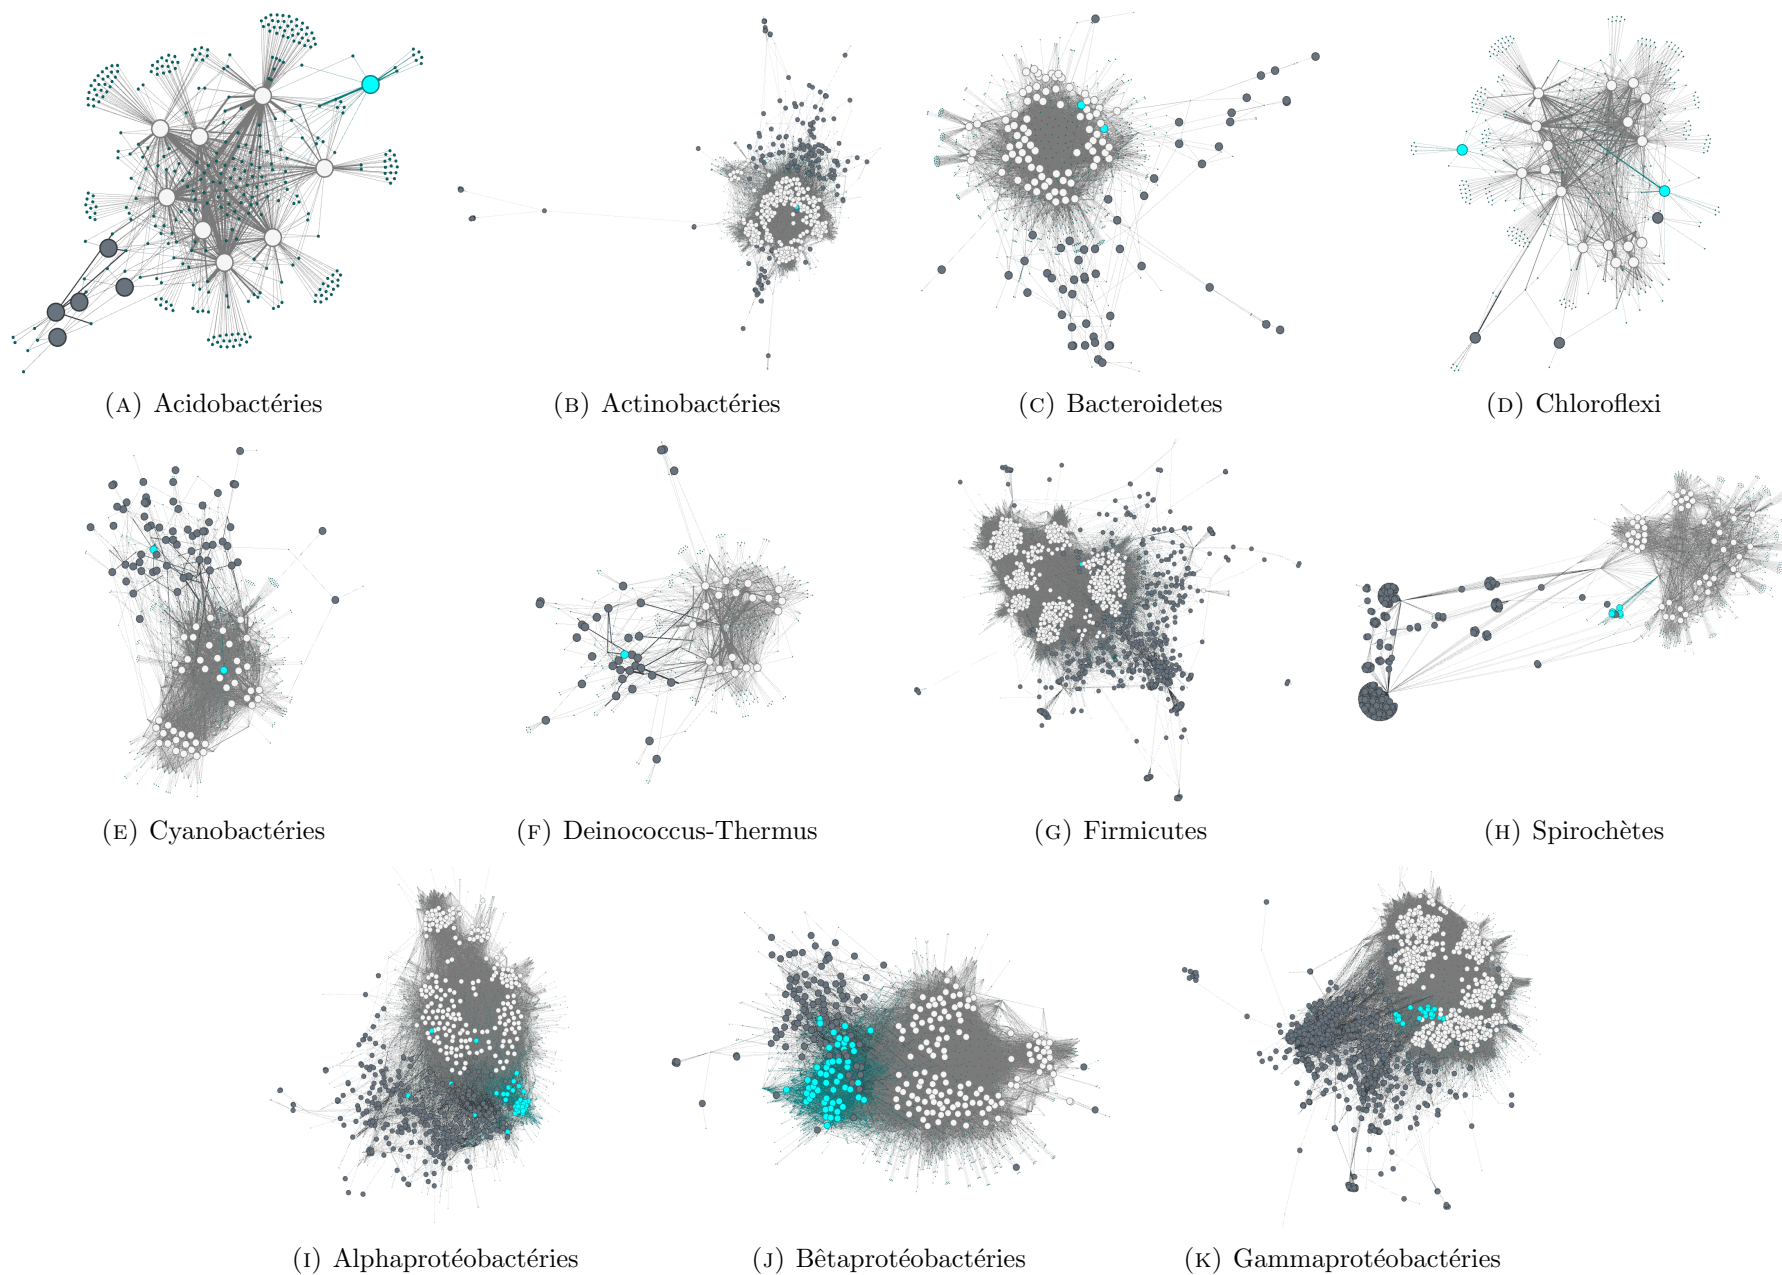 (A) Acidobactéries
(B) Actinobactéries
(C) Bacteroidetes
(D) Chloroflexi
(E) Cyanobactéries
(F) Deinococcus-Thermus
(G) Firmicutes
(H) Spirochètes
(I) Alphaprotéobactéries
(J) Bêtaprotéobactéries
(K) Gammaprotéobactéries